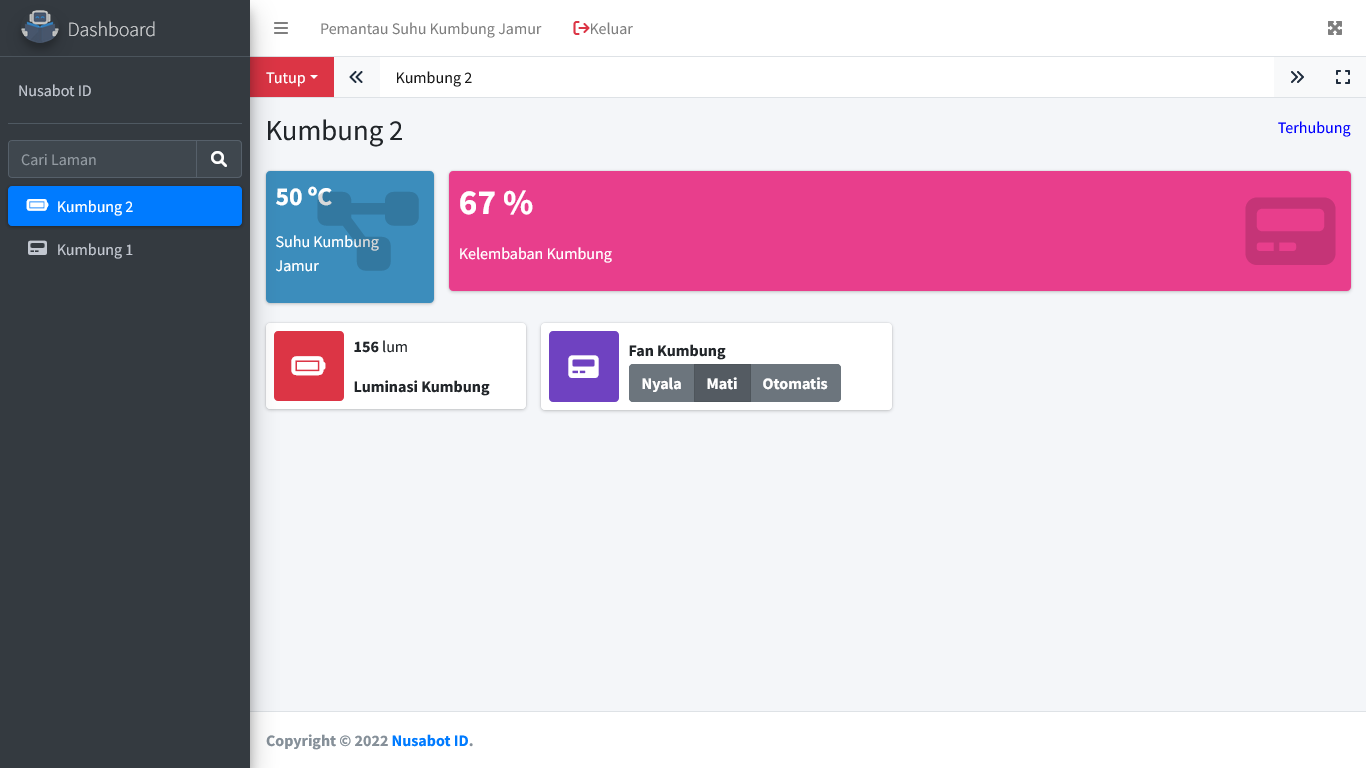 Dashboard
Nusabot ID
Cari Laman
Kumbung 2
Kumbung 1
Pemantau Suhu Kumbung Jamur
Keluar
Tutup
Kumbung 2
Kumbung 2
Terhubung
50 °C
Suhu Kumbung
Jamur
67 %
Kelembaban Kumbung
156 lum
Luminasi Kumbung
Fan Kumbung
Nyala Mati Otomatis
Copyright © 2022 Nusabot ID.